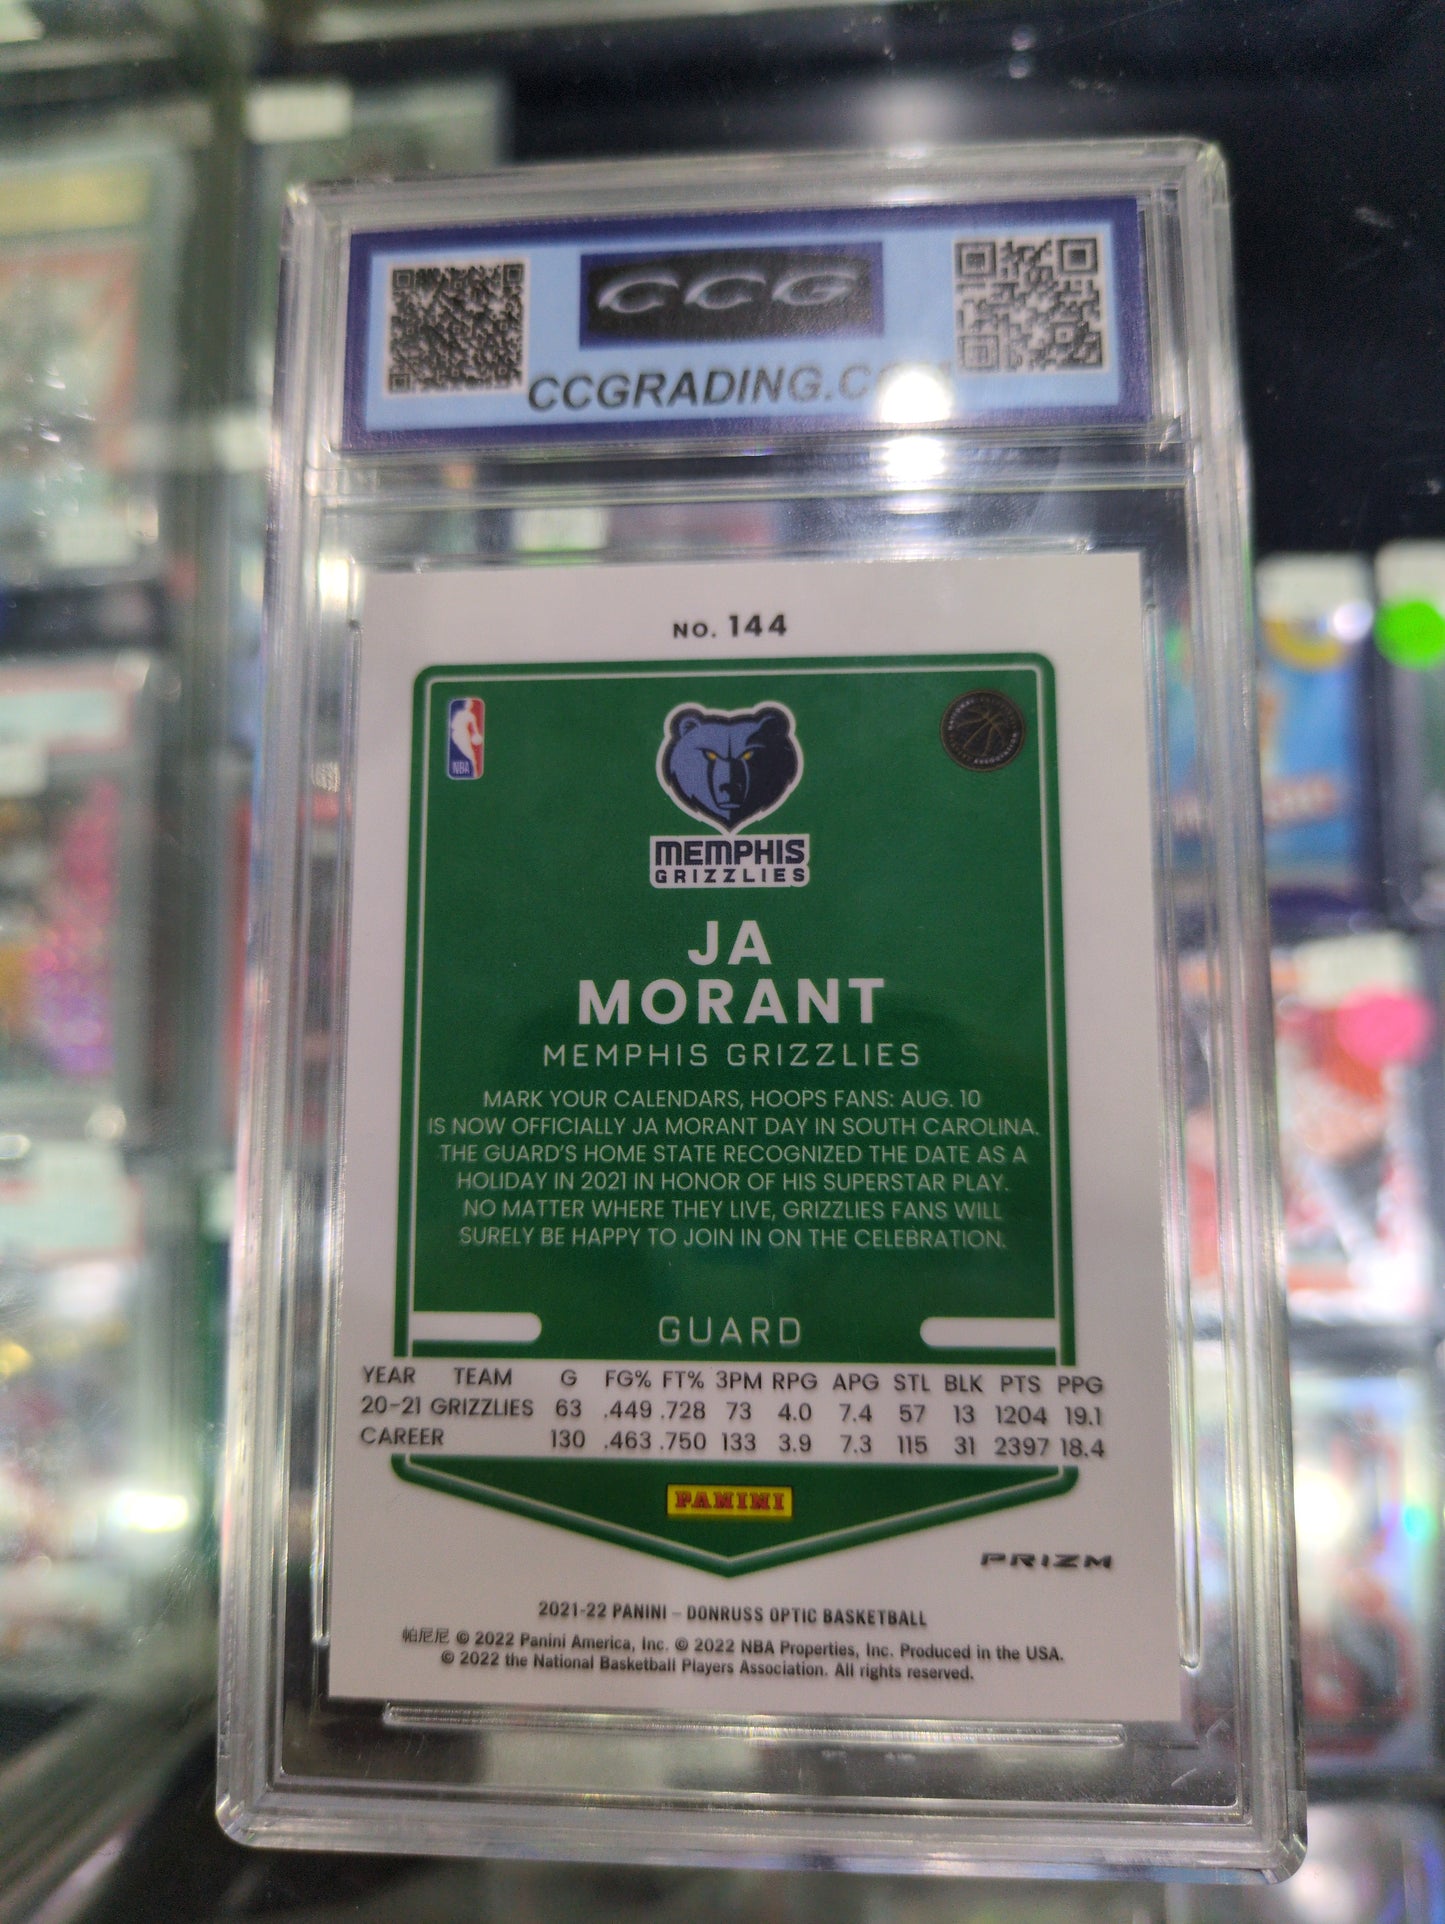 CCG
CCGRADING.C
NO. 144
NBA
MEMPHIS
GRIZZLIES
JA
MORANT
MEMPHIS GRIZZLIES
MARK YOUR CALENDARS, HOOPS FANS: AUG. 10
IS NOW OFFICIALLY JA MORANT DAY IN SOUTH CAROLINA.
THE GUARD'S HOME STATE RECOGNIZED THE DATE AS A
HOLIDAY IN 2021 IN HONOR OF HIS SUPERSTAR PLAY.
NO MATTER WHERE THEY LIVE, GRIZZLIES FANS WILL
SURELY BE HAPPY TO JOIN IN ON THE CELEBRATION.
GUARD
YEAR TEAM G FG% FT% 3PM RPG APG STL BLK PTS PPG
20-21 GRIZZLIES 63 .449 .728 73 4.0 7.4 57 13 1204 19.1
CAREER 130 .463 .750 133 3.9 7.3 115 31 2397 18.4
PANINI
PRIZM
2021-22 PANINI – DONRUSS OPTIC BASKETBALL
帕尼尼 © 2022 Panini America, Inc. © 2022 NBA Properties, Inc. Produced in the USA.
© 2022 the National Basketball Players Association. All rights reserved.